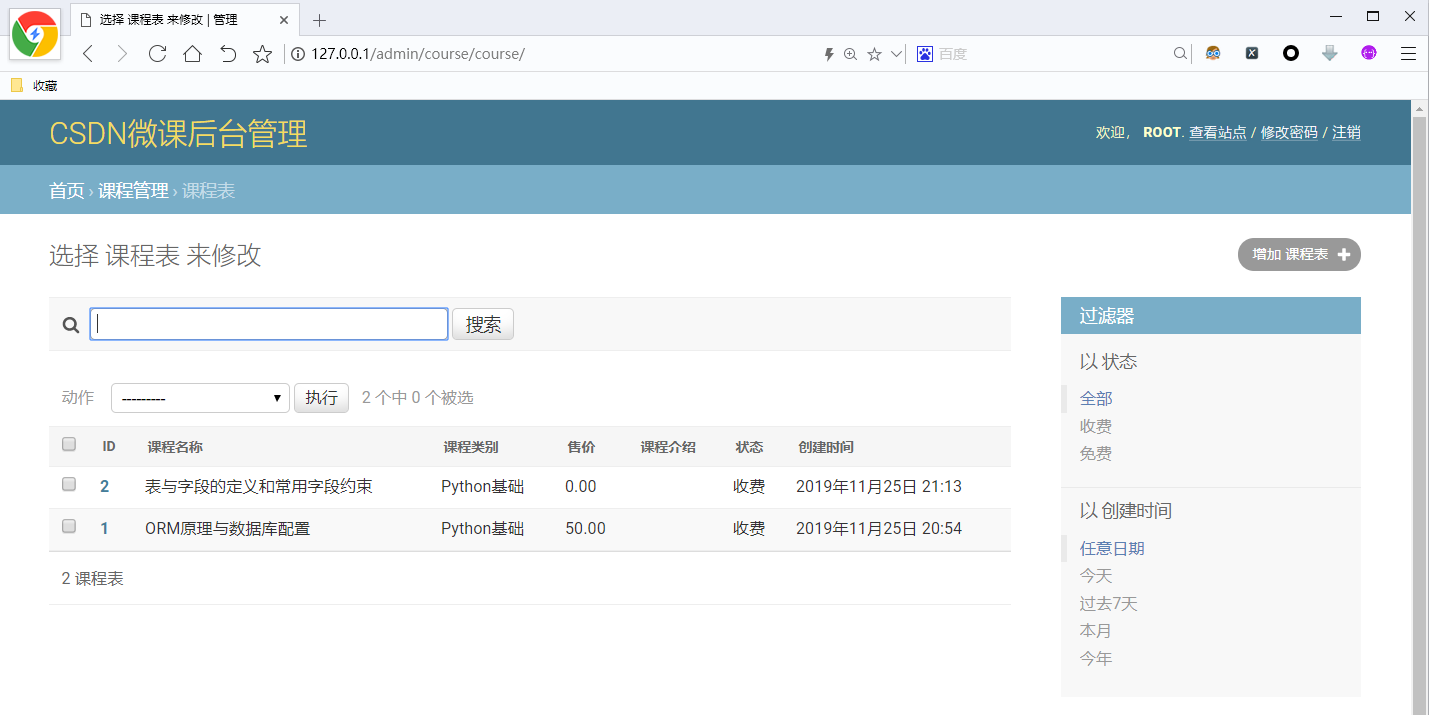 选择 课程表 来修改 | 管理
127.0.0.1/admin/course/course/
百度
收藏
CSDN微课后台管理
欢迎， ROOT. 查看站点 / 修改密码 / 注销
首页 › 课程管理 › 课程表
选择 课程表 来修改
增加 课程表
搜索
动作 --------- 执行 2 个中 0 个被选
ID 课程名称 课程类别 售价 课程介绍 状态 创建时间
2 表与字段的定义和常用字段约束 Python基础 0.00 收费 2019年11月25日 21:13
1 ORM原理与数据库配置 Python基础 50.00 收费 2019年11月25日 20:54
2 课程表
过滤器
以 状态
全部
收费
免费
以 创建时间
任意日期
今天
过去7天
本月
今年